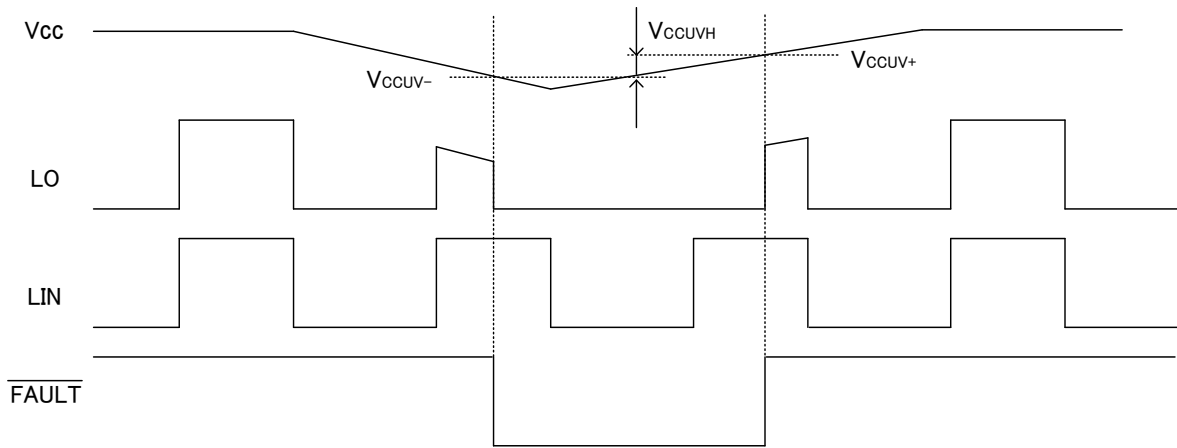 Vcc
VCCUVH
VCCUV-
VCCUV+
LO
LIN
FAULT